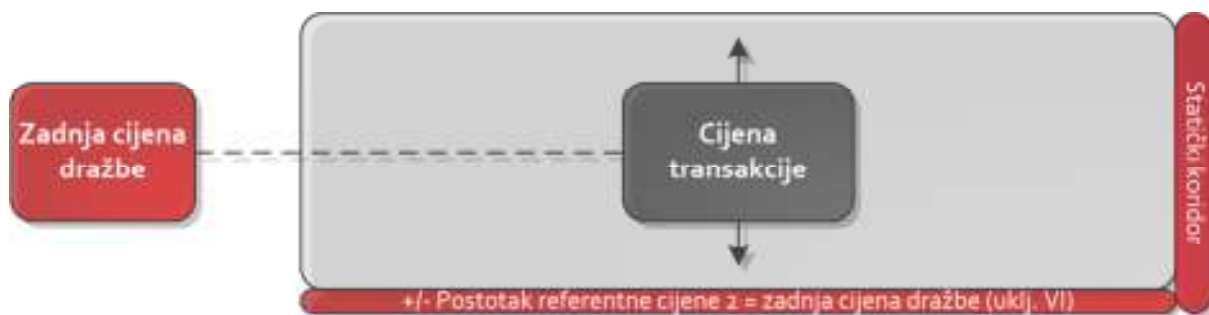 Zadnja cijena
dražbe
Cijena
transakcije
Statički koridor
+/- Postotak referentne cijene 2 = zadnja cijena dražbe (uklj. VI)